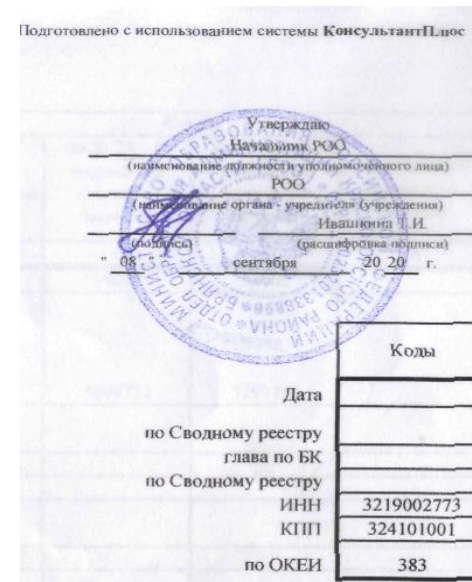 Подготовлено с использованием системы КонсультантПлюс
Утверждаю
Начальник РОО
(наименование должности уполномоченного лица)
РОО
(наименование органа - учредителя (учреждения)
Ивашкина Т.И.
(подпись) (расшифровка подписи)
" 08 " сентября 20 20 г.
Коды
Дата
по Сводному реестру
глава по БК
по Сводному реестру
ИНН 3219002773
КПП 324101001
по ОКЕИ 383